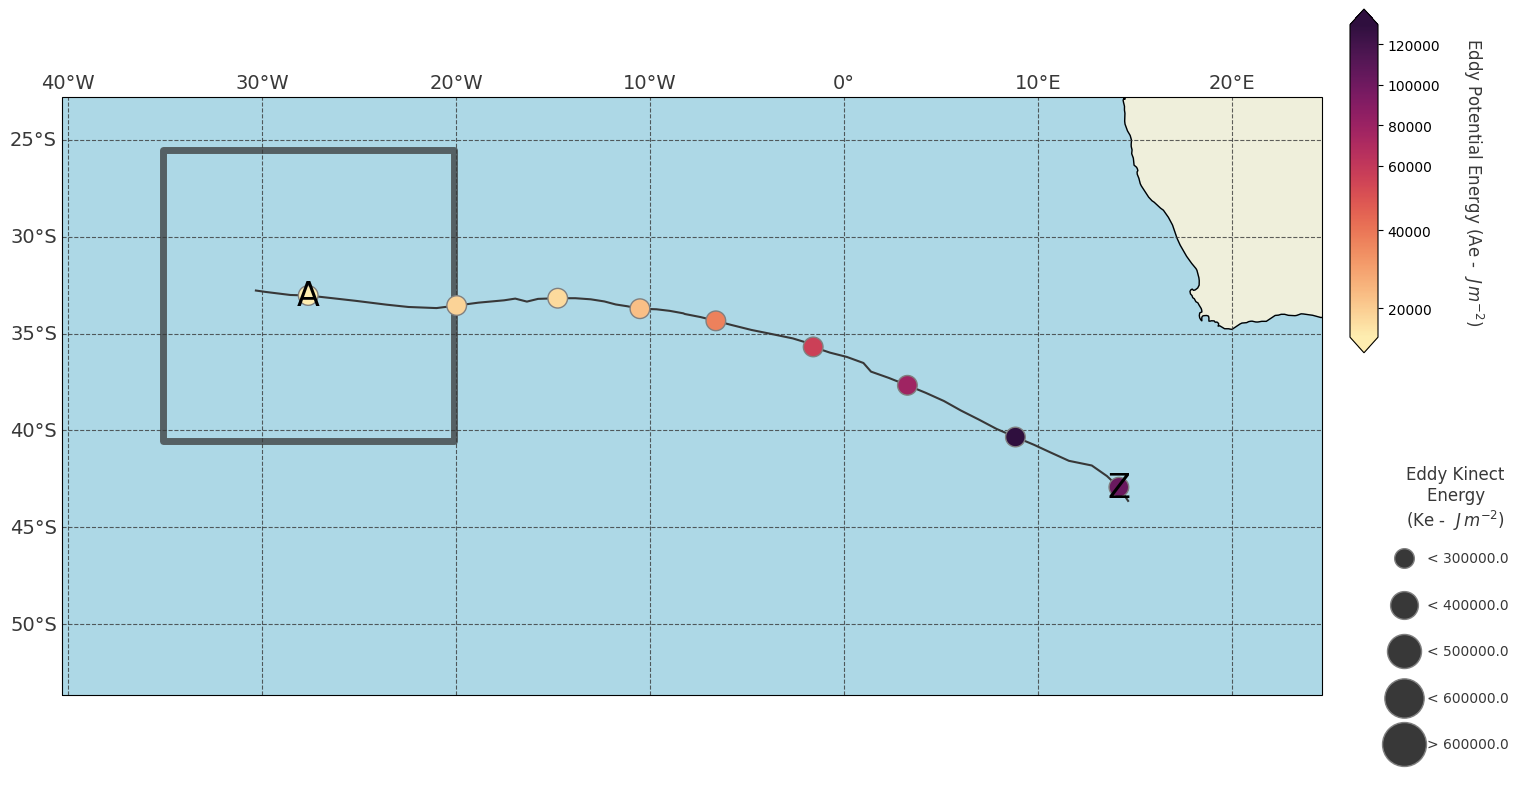 40°W 30°W 20°W 10°W 0° 10°E 20°E
25°S
30°S
35°S
40°S
45°S
50°S
A
Z
120000
100000
80000
60000
40000
20000
Eddy Potential Energy (Ae - J m⁻²)
Eddy Kinect
Energy
(Ke - J m⁻²)
< 300000.0
< 400000.0
< 500000.0
< 600000.0
> 600000.0